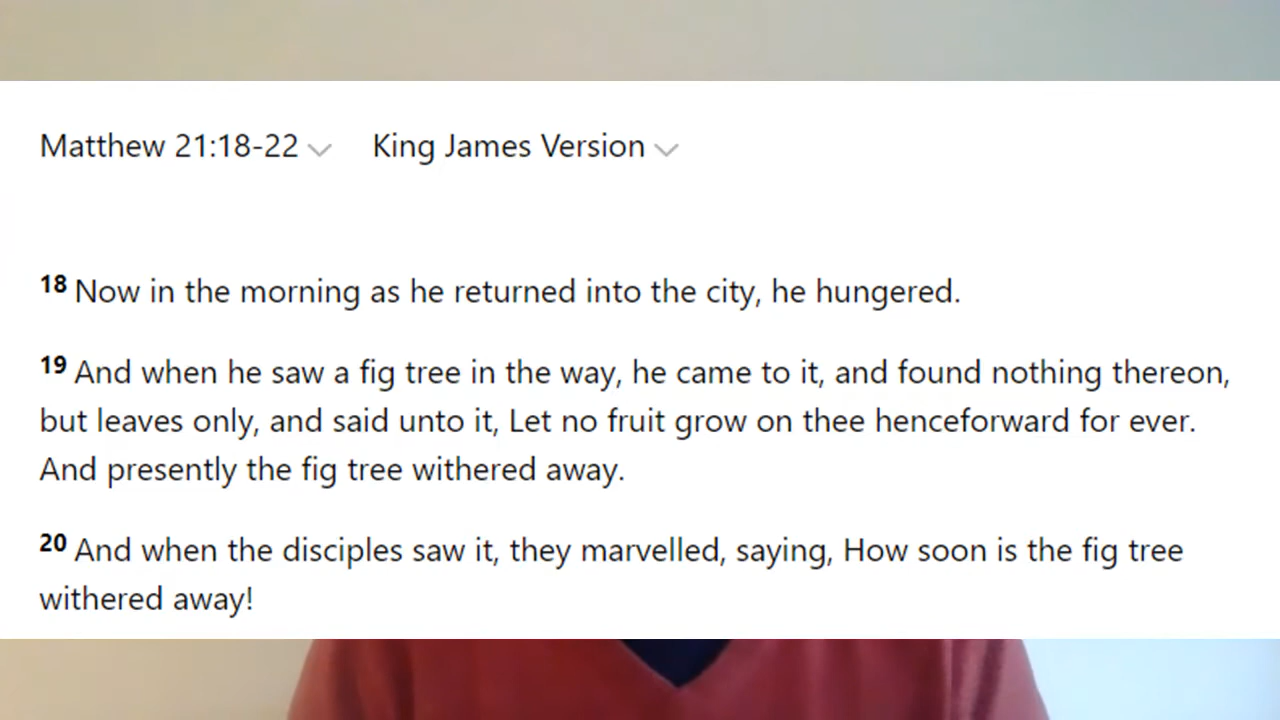 Matthew 21:18-22 King James Version
18 Now in the morning as he returned into the city, he hungered.
19 And when he saw a fig tree in the way, he came to it, and found nothing thereon,
but leaves only, and said unto it, Let no fruit grow on thee henceforward for ever.
And presently the fig tree withered away.
20 And when the disciples saw it, they marvelled, saying, How soon is the fig tree
withered away!